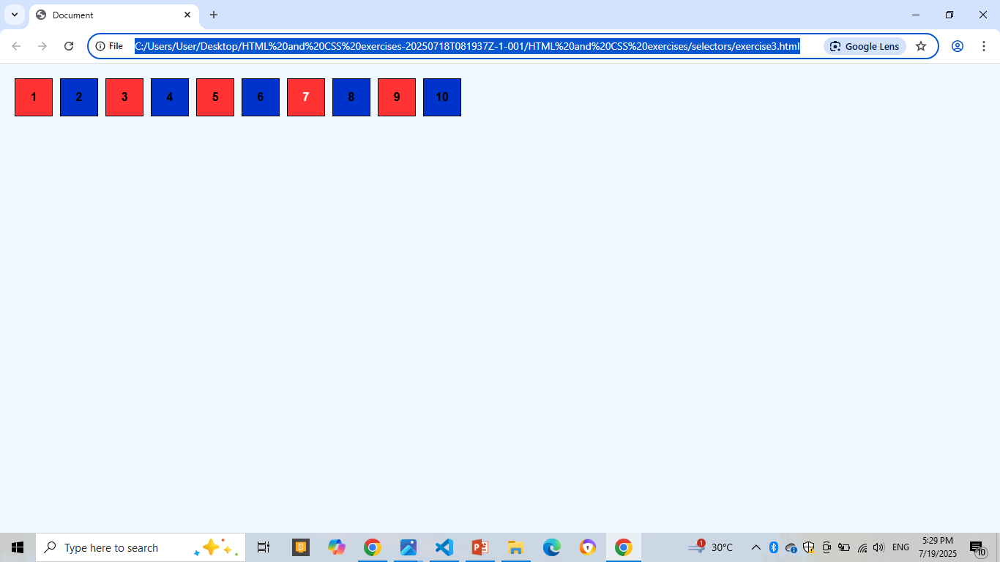 Document
File
C:/Users/User/Desktop/HTML%20and%20CSS%20exercises-20250718T081937Z-1-001/HTML%20and%20CSS%20exercises/selectors/exercise3.html
Google Lens
1 2 3 4 5 6 7 8 9 10
Type here to search
1
30°C
ENG
5:29 PM
7/19/2025
10